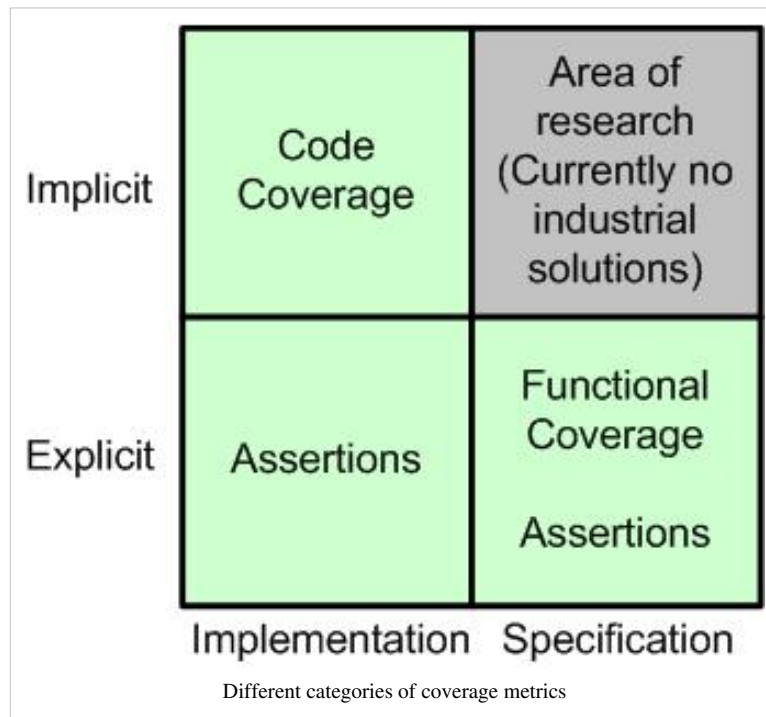 Implicit
Code
Coverage
Area of
research
(Currently no
industrial
solutions)
Explicit
Assertions
Functional
Coverage
Assertions
Implementation
Specification
Different categories of coverage metrics